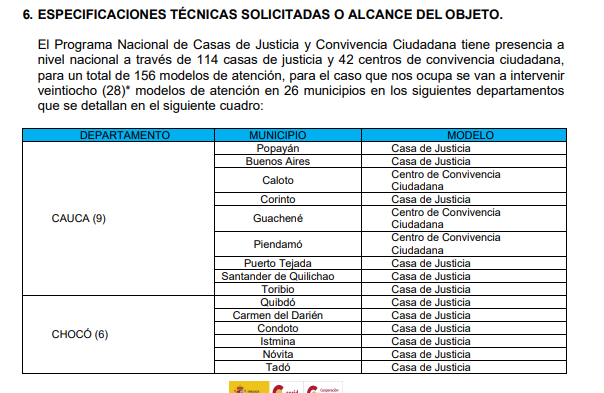 6. ESPECIFICACIONES TÉCNICAS SOLICITADAS O ALCANCE DEL OBJETO.
El Programa Nacional de Casas de Justicia y Convivencia Ciudadana tiene presencia a
nivel nacional a través de 114 casas de justicia y 42 centros de convivencia ciudadana,
para un total de 156 modelos de atención, para el caso que nos ocupa se van a intervenir
veintiocho (28)* modelos de atención en 26 municipios en los siguientes departamentos
que se detallan en el siguiente cuadro:
DEPARTAMENTO MUNICIPIO MODELO
CAUCA (9)
Popayán Casa de Justicia
Buenos Aires Casa de Justicia
Caloto Centro de Convivencia
Ciudadana
Corinto Casa de Justicia
Guachené Centro de Convivencia
Ciudadana
Piendamó Centro de Convivencia
Ciudadana
Puerto Tejada Casa de Justicia
Santander de Quilichao Casa de Justicia
Toribio Casa de Justicia
CHOCÓ (6)
Quibdó Casa de Justicia
Carmen del Darién Casa de Justicia
Condoto Casa de Justicia
Istmina Casa de Justicia
Nóvita Casa de Justicia
Tadó Casa de Justicia